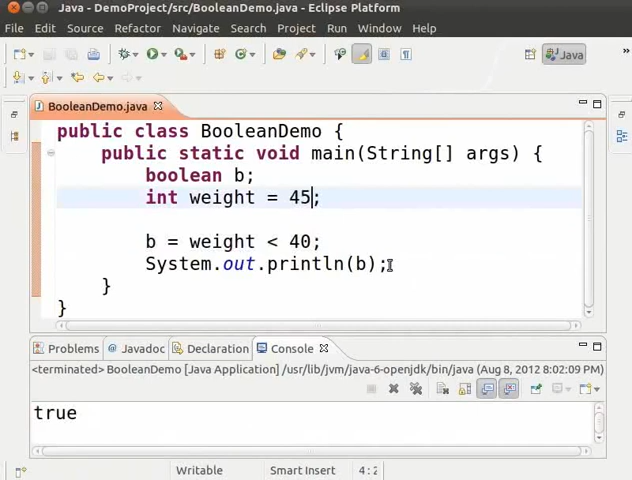 Java - DemoProject/src/BooleanDemo.java - Eclipse Platform
File Edit Source Refactor Navigate Search Project Run Window Help
Java
BooleanDemo.java
public class BooleanDemo {
public static void main(String[] args) {
boolean b;
int weight = 45;
b = weight < 40;
System.out.println(b);
}
}
Problems @ Javadoc Declaration Console
<terminated> BooleanDemo [Java Application] /usr/lib/jvm/java-6-openjdk/bin/java (Aug 8, 2012 8:02:09 PM)
true
Writable Smart Insert 4 : 2